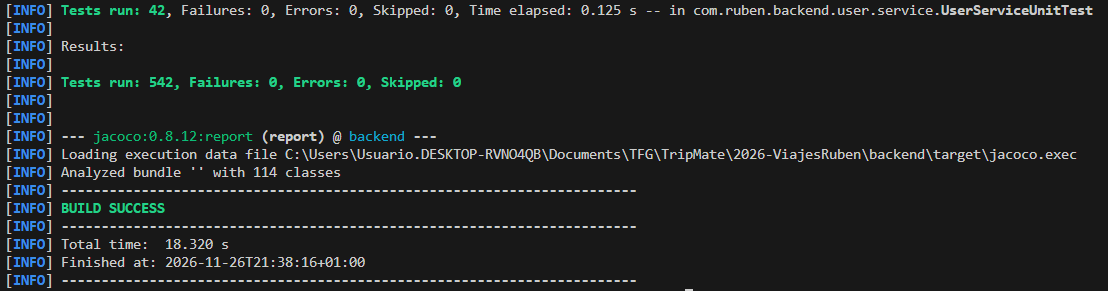 [INFO] Tests run: 42, Failures: 0, Errors: 0, Skipped: 0, Time elapsed: 0.125 s -- in com.ruben.backend.user.service.UserServiceUnitTest
[INFO]
[INFO] Results:
[INFO]
[INFO] Tests run: 542, Failures: 0, Errors: 0, Skipped: 0
[INFO]
[INFO]
[INFO] --- jacoco:0.8.12:report (report) @ backend ---
[INFO] Loading execution data file C:\Users\Usuario.DESKTOP-RVNO4QB\Documents\TFG\TripMate\2026-ViajesRuben\backend\target\jacoco.exec
[INFO] Analyzed bundle '' with 114 classes
[INFO] ------------------------------------------------------------------------
[INFO] BUILD SUCCESS
[INFO] ------------------------------------------------------------------------
[INFO] Total time:  18.320 s
[INFO] Finished at: 2026-11-26T21:38:16+01:00
[INFO] ------------------------------------------------------------------------